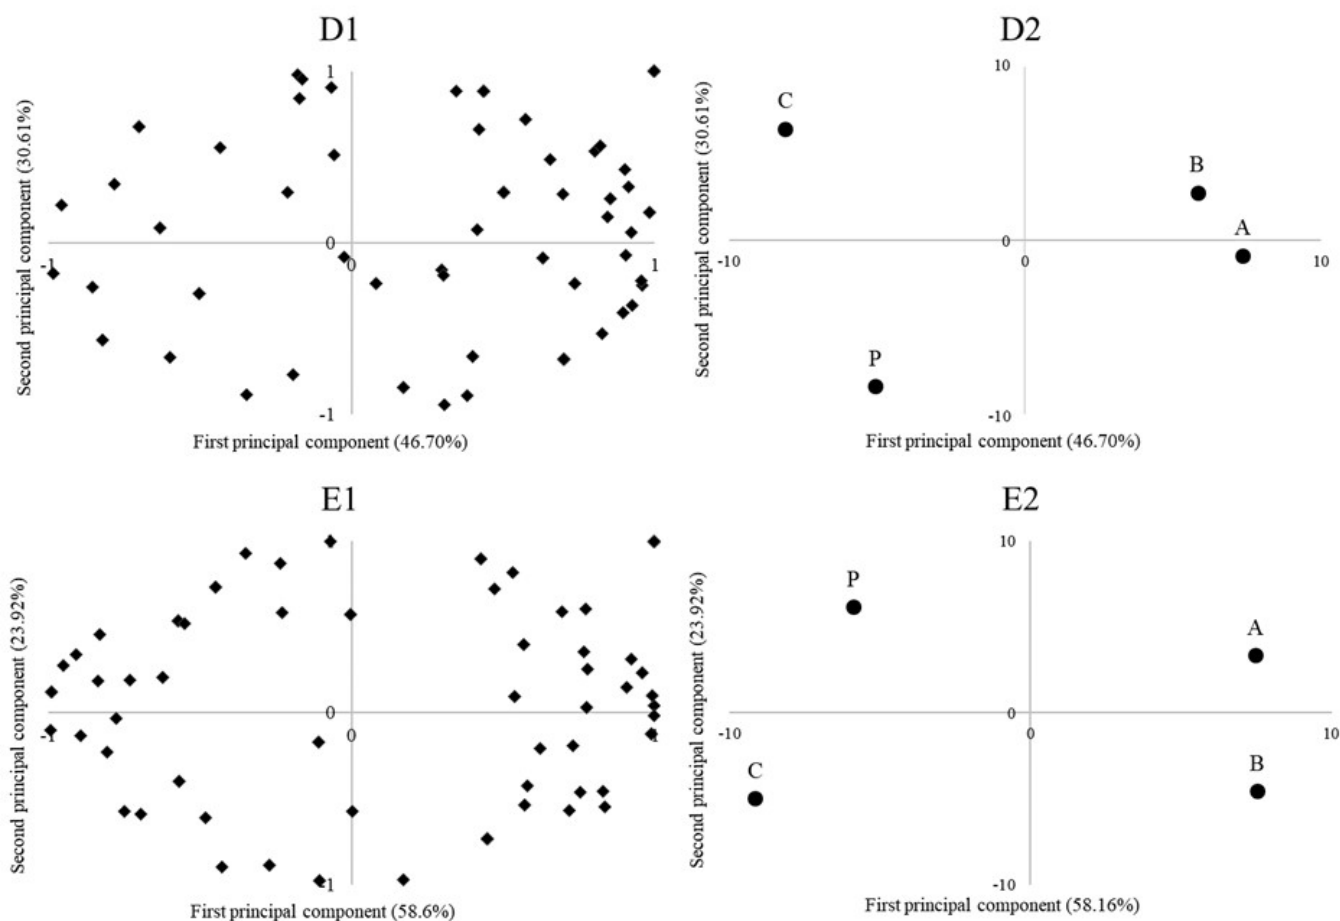 D1
D2
Second principal component (30.61%)
1
-1
0
1
-1
First principal component (46.70%)
Second principal component (30.61%)
10
C
B
A
-10
0
10
P
-10
First principal component (46.70%)
E1
E2
Second principal component (23.92%)
1
-1
0
1
-1
First principal component (58.6%)
Second principal component (23.92%)
10
P
A
0
-10
0
10
C
B
-10
First principal component (58.16%)